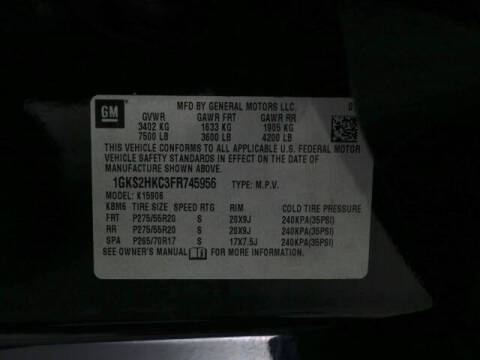 GM
MFD BY GENERAL MOTORS LLC 0
GVWR GAWR FRT GAWR RR
3402 KG 1633 KG 1905 KG
7500 LB 3600 LB 4200 LB
THIS VEHICLE CONFORMS TO ALL APPLICABLE U.S. FEDERAL MOTOR
VEHICLE SAFETY STANDARDS IN EFFECT ON THE DATE OF
MANUFACTURE SHOWN ABOVE.
1GKS2HKC3FR745956 TYPE: M.P.V.
MODEL: K15906
KBM6 TIRE SIZE SPEED RTG RIM COLD TIRE PRESSURE
FRT P275/55R20 S 20X9J 240KPA(35PSI)
RR P275/55R20 S 20X9J 240KPA(35PSI)
SPA P265/70R17 S 17X7.5J 240KPA(35PSI)
SEE OWNER'S MANUAL FOR MORE INFORMATION.